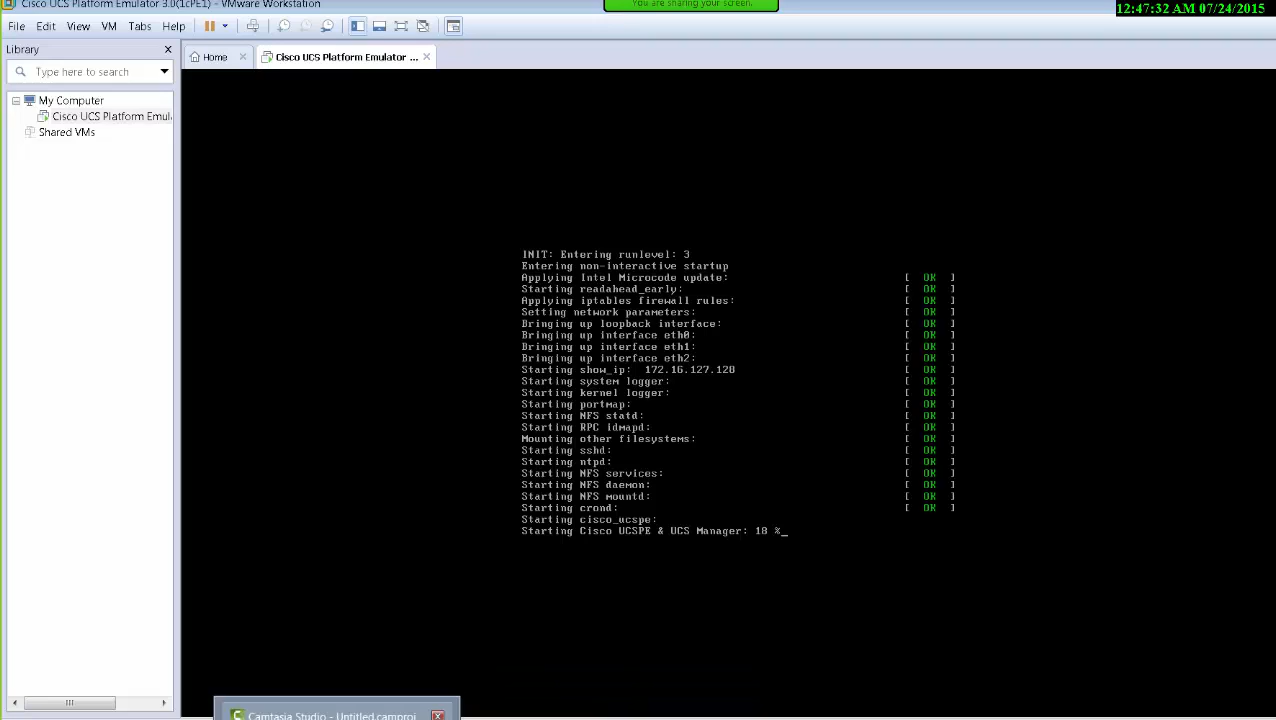 Cisco UCS Platform Emulator 3.0(1cPE1) - VMware Workstation
You are sharing your screen.
12:47:32 AM 07/24/2015
Edit View VM Tabs Help
Library
Home
Cisco UCS Platform Emulator ...
Type here to search
My Computer
Cisco UCS Platform Emul
Shared VMs
INIT: Entering runlevel: 3
Entering non-interactive startup
Applying Intel Microcode update: [ OK ]
Starting readahead_early: [ OK ]
Applying iptables firewall rules: [ OK ]
Setting network parameters: [ OK ]
Bringing up loopback interface: [ OK ]
Bringing up interface eth0: [ OK ]
Bringing up interface eth1: [ OK ]
Bringing up interface eth2: [ OK ]
Starting show_ip: 172.16.127.128 [ OK ]
Starting system logger: [ OK ]
Starting kernel logger: [ OK ]
Starting portmap: [ OK ]
Starting NFS statd: [ OK ]
Starting RPC idmapd: [ OK ]
Mounting other filesystems: [ OK ]
Starting sshd: [ OK ]
Starting ntpd: [ OK ]
Starting NFS services: [ OK ]
Starting NFS daemon: [ OK ]
Starting NFS mountd: [ OK ]
Starting crond: [ OK ]
Starting cisco_ucspe:
Starting Cisco UCSPE & UCS Manager: 18 %_
Camtasia Studio - Untitled.camproj